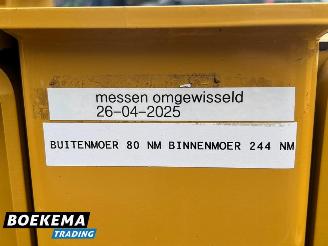 messen omgewisseld
26-04-2025
BUITENMOER 80 NM BINNENMOER 244 NM
BOEKEMA
TRADING